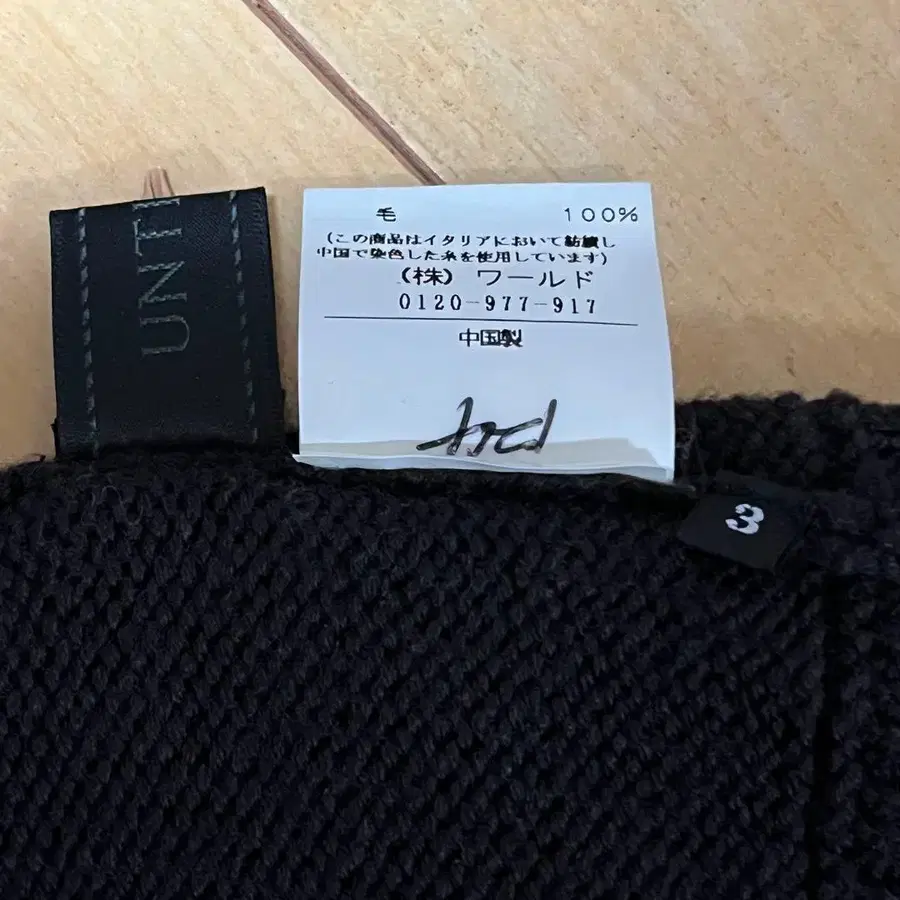 UNTI
毛 100%
(この商品はイタリアにおいて紡績し
中国で染色した糸を使用しています)
(株) ワールド
0120-977-917
中国製
3